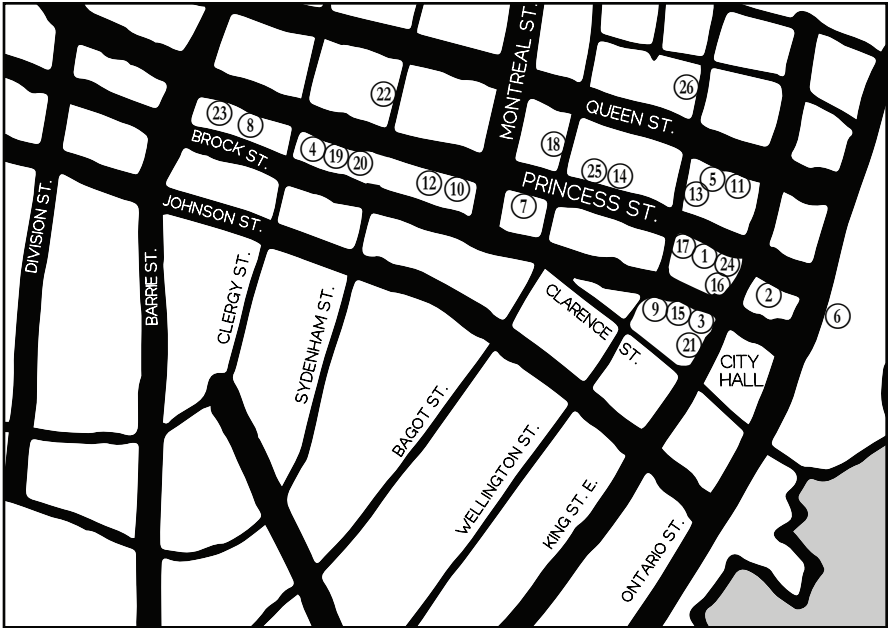 MONTREAL ST.
26
22
QUEEN ST.
23
8
BROCK ST.
4
19
20
18
25 14
12 10
PRINCESS ST.
5 11
13
7
JOHNSON ST.
DIVISION ST.
BARRIE ST.
CLERGY ST.
SYDENHAM ST.
17
1
24
16
2
6
CLARENCE
ST.
9 15 3
21
CITY
HALL
BAGOT ST.
WELLINGTON ST.
KING ST. E.
ONTARIO ST.